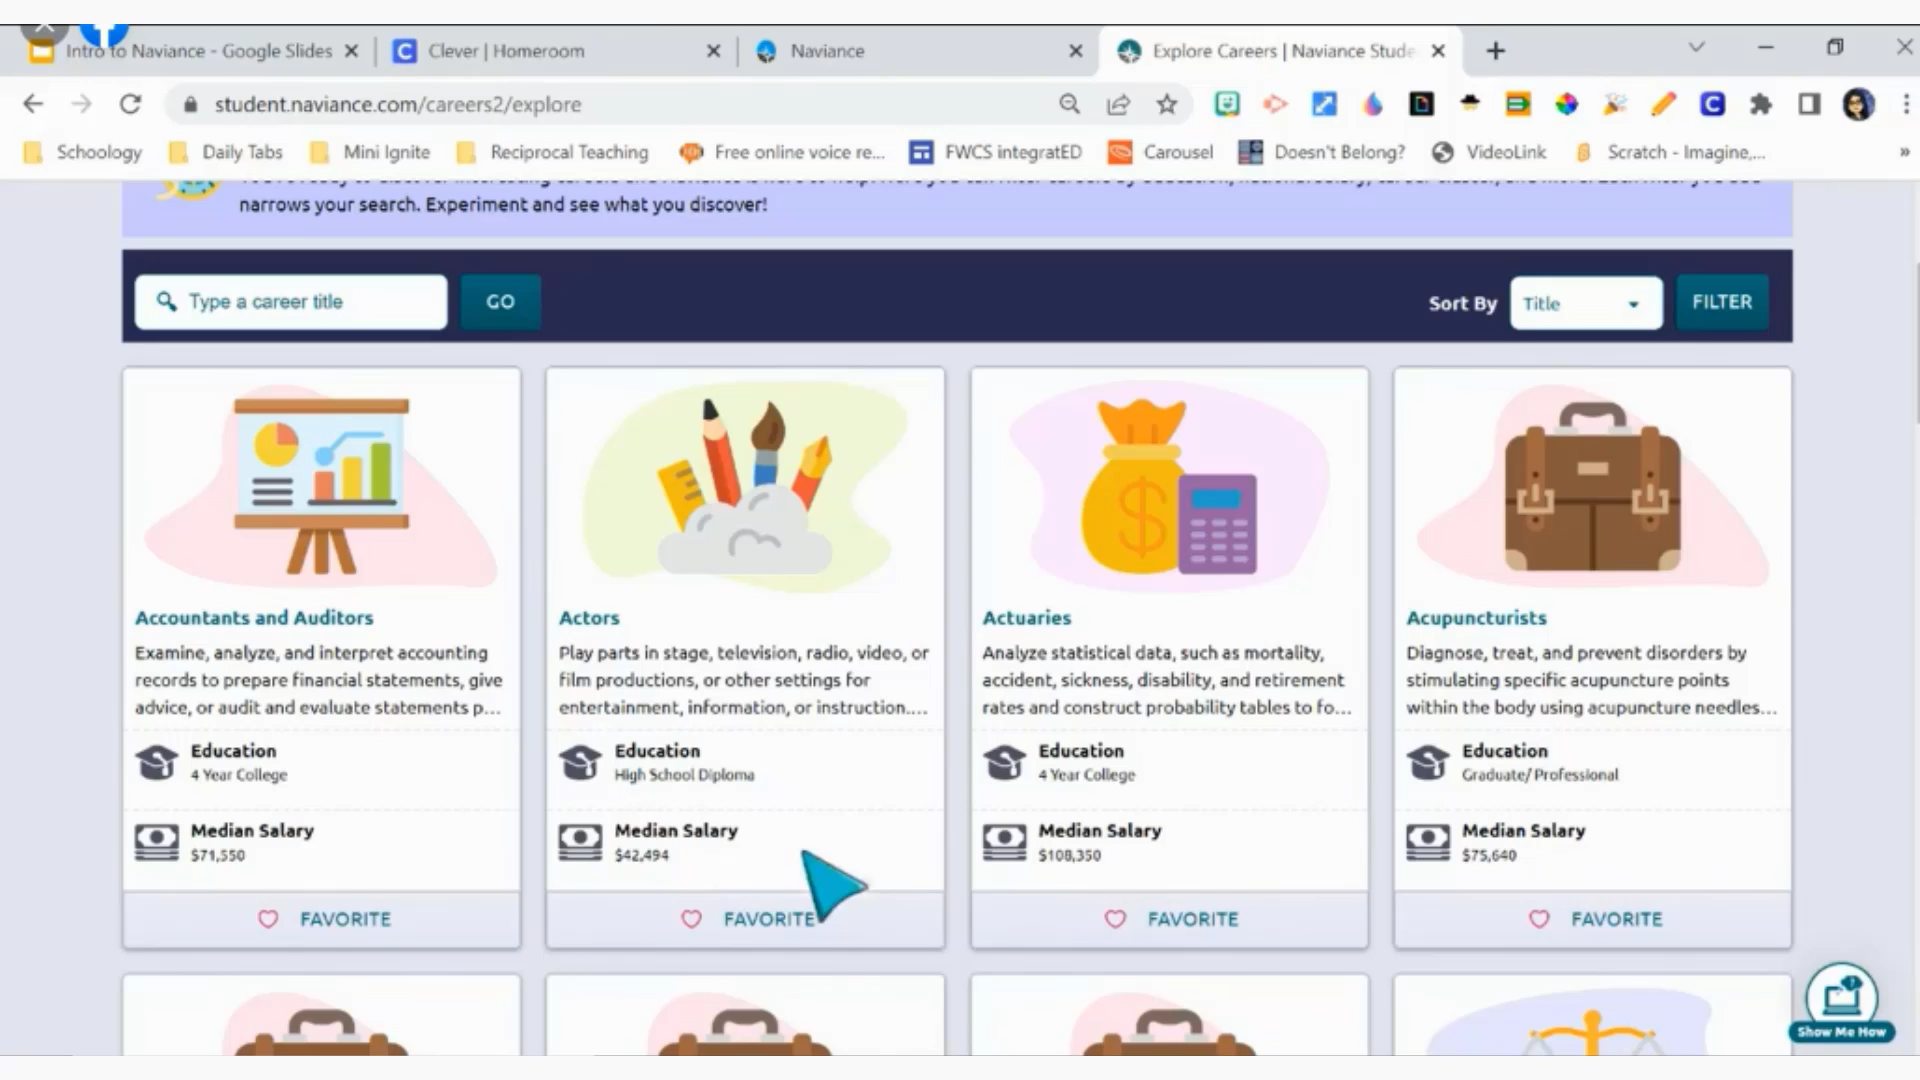 Intro to Naviance - Google Slides
Clever | Homeroom
Naviance
Explore Careers | Naviance Stude
student.naviance.com/careers2/explore
Schoology
Daily Tabs
Mini Ignite
Reciprocal Teaching
Free online voice re...
FWCS integratED
Carousel
Doesn't Belong?
VideoLink
Scratch - Imagine,...
»
narrows your search. Experiment and see what you discover!
Type a career title
GO
Sort By
Title
FILTER
Accountants and Auditors
Examine, analyze, and interpret accounting
records to prepare financial statements, give
advice, or audit and evaluate statements p...
Education
4 Year College
Median Salary
$71,550
FAVORITE
Actors
Play parts in stage, television, radio, video, or
film productions, or other settings for
entertainment, information, or instruction....
Education
High School Diploma
Median Salary
$42,494
FAVORITE
Actuaries
Analyze statistical data, such as mortality,
accident, sickness, disability, and retirement
rates and construct probability tables to fo...
Education
4 Year College
Median Salary
$108,350
FAVORITE
Acupuncturists
Diagnose, treat, and prevent disorders by
stimulating specific acupuncture points
within the body using acupuncture needles...
Education
Graduate/ Professional
Median Salary
$75,640
FAVORITE
Show Me How